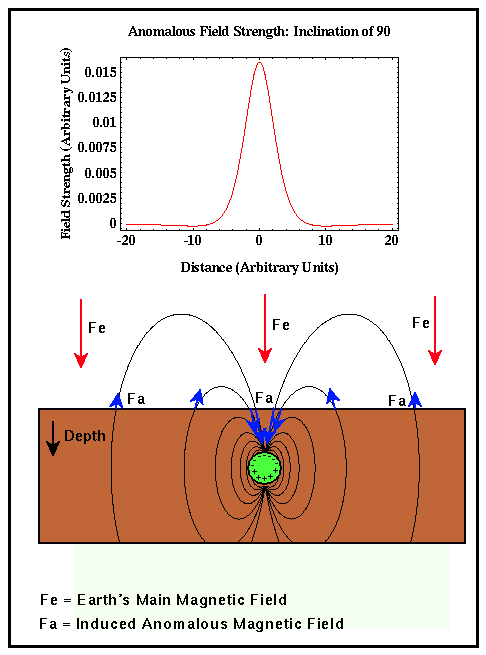 Anomalous Field Strength: Inclination of 90
Field Strength (Arbitrary Units)
0.015
0.0125
0.01
0.0075
0.005
0.0025
0
-20 -10 0 10 20
Distance (Arbitrary Units)
Fe Fe Fe
Fa Fa Fa
Depth
Fe = Earth's Main Magnetic Field
Fa = Induced Anomalous Magnetic Field